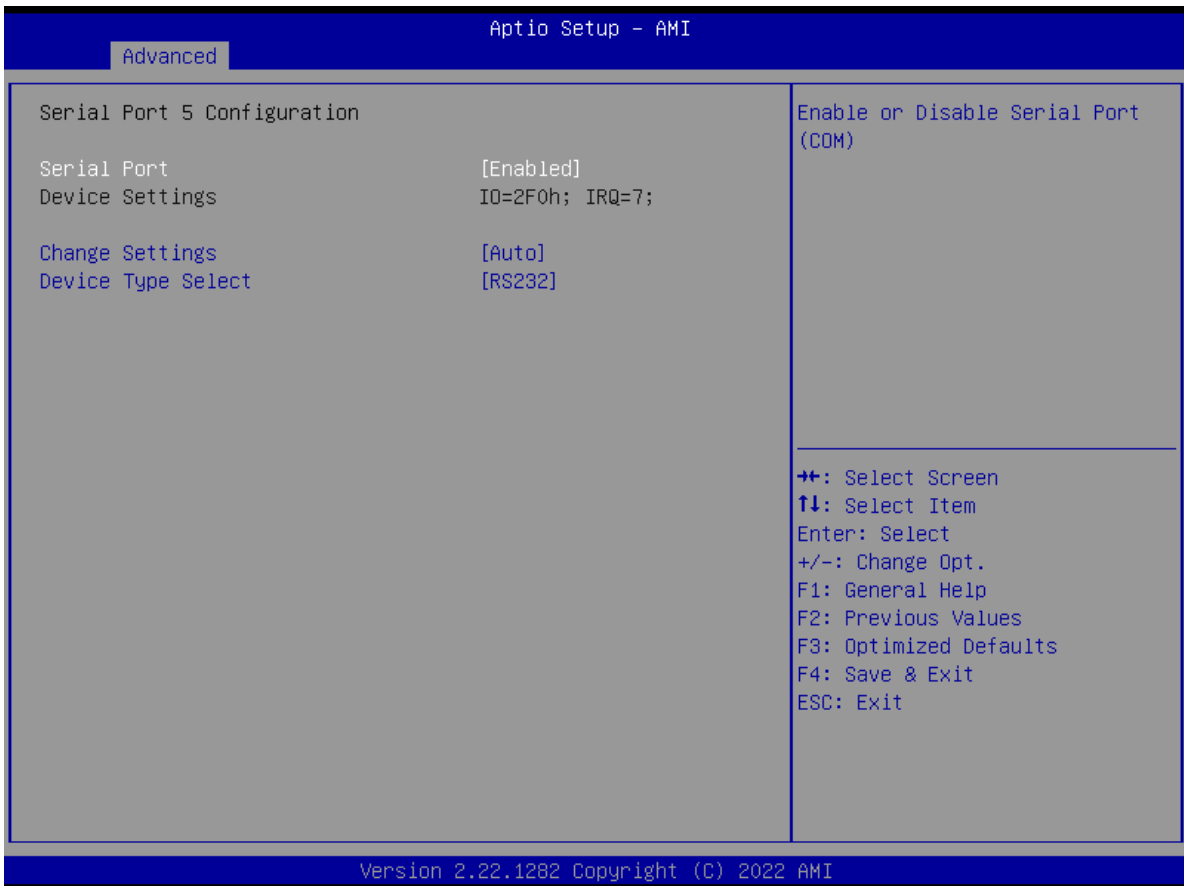 Aptio Setup – AMI
Advanced
Serial Port 5 Configuration
Serial Port [Enabled]
Device Settings IO=2F0h; IRQ=7;
Change Settings [Auto]
Device Type Select [RS232]
Enable or Disable Serial Port
(COM)
→←: Select Screen
↑↓: Select Item
Enter: Select
+/-: Change Opt.
F1: General Help
F2: Previous Values
F3: Optimized Defaults
F4: Save & Exit
ESC: Exit
Version 2.22.1282 Copyright (C) 2022 AMI